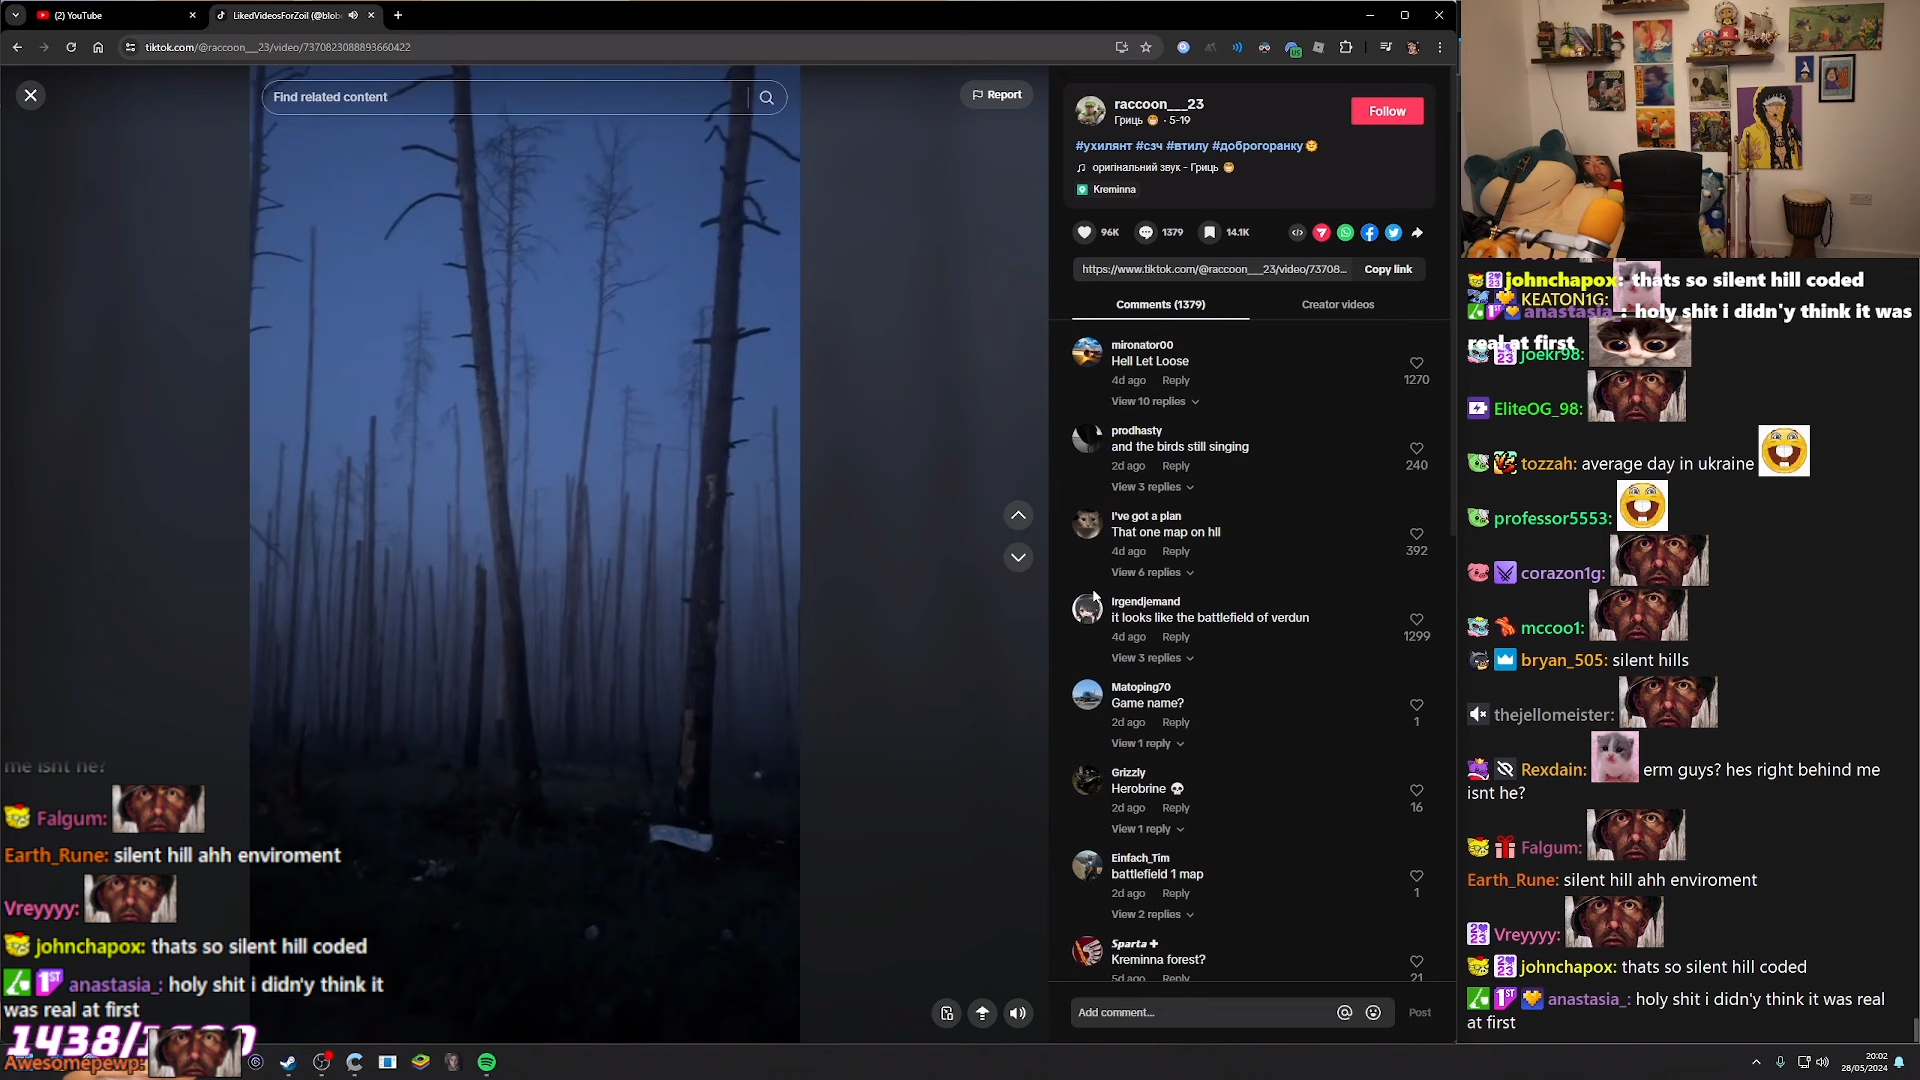 (2) YouTube
LikedVideosForZoil (@blob
tiktok.com/@raccoon___23/video/7370823088893660422
Find related content
Report
raccoon___23
Гриць 😁 · 5-19
Follow
#ухилянт #сзч #втилу #доброгоранку🌞
♫ оригінальний звук - Гриць 😁
Kreminna
96K
1379
14.1K
https://www.tiktok.com/@raccoon___23/video/73708...
Copy link
Comments (1379)
Creator videos
mironator00
Hell Let Loose
4d ago Reply
1270
View 10 replies
prodhasty
and the birds still singing
2d ago Reply
240
View 3 replies
I've got a plan
That one map on hll
4d ago Reply
392
View 6 replies
Irgendjemand
it looks like the battlefield of verdun
4d ago Reply
1299
View 3 replies
Matoping70
Game name?
2d ago Reply
1
View 1 reply
Grizzly
Herobrine 💀
2d ago Reply
16
View 1 reply
Einfach_Tim
battlefield 1 map
2d ago Reply
1
View 2 replies
Sparta ✚
Kreminna forest?
5d ago Reply
21
Add comment...
Post
me isnt he?
Falgum:
Earth_Rune: silent hill ahh enviroment
Vreyyyy:
johnchapox: thats so silent hill coded
1ST anastasia_: holy shit i didn'y think it
was real at first
1438/
Awesomepewp:
johnchapox: thats so silent hill coded
KEATON1G:
anastasia_: holy shit i didn'y think it was
real at first
joekr98:
EliteOG_98:
tozzah: average day in ukraine
professor5553:
corazon1g:
mccoo1:
bryan_505: silent hills
thejellomeister:
Rexdain: erm guys? hes right behind me
isnt he?
Falgum:
Earth_Rune: silent hill ahh enviroment
Vreyyyy:
johnchapox: thats so silent hill coded
anastasia_: holy shit i didn'y think it was real
at first
20:02
28/05/2024